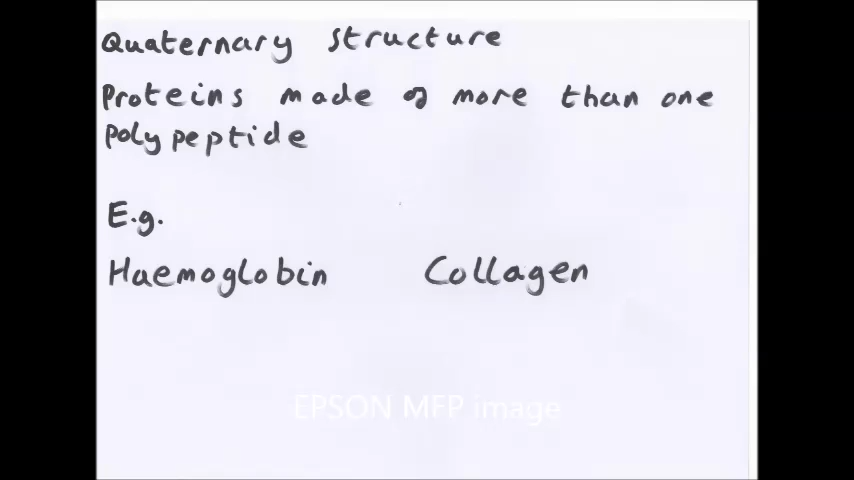 Quaternary structure
Proteins made of more than one
polypeptide
E.g.
Haemoglobin Collagen
EPSON MFP image